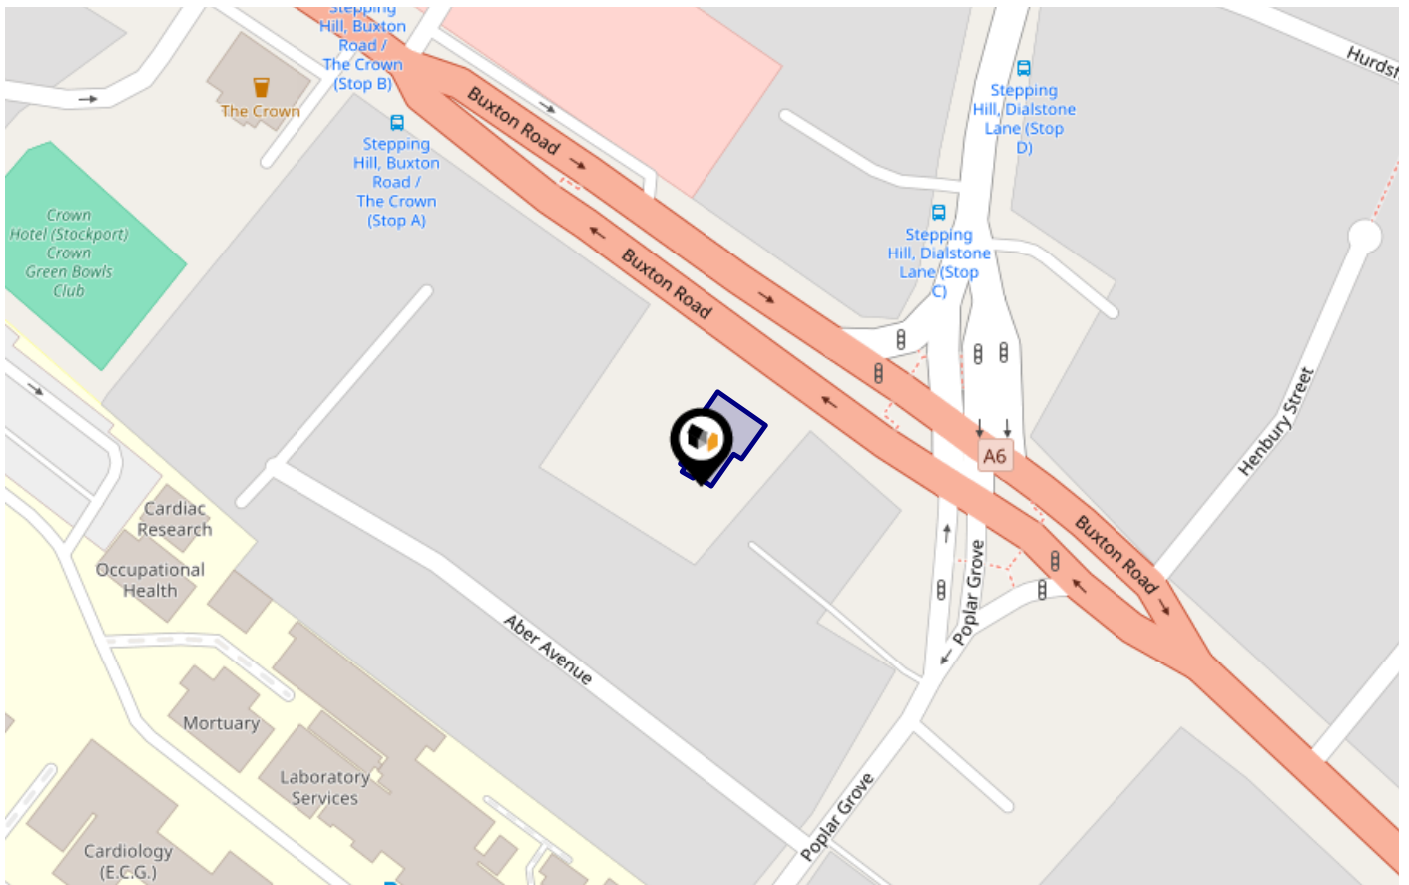 Stepping
Hill, Buxton
Road /
The Crown
(Stop B)
The Crown
Stepping
Hill, Buxton
Road /
The Crown
(Stop A)
Buxton Road
Buxton Road
Stepping
Hill, Dialstone
Lane (Stop
D)
Stepping
Hill, Dialstone
Lane (Stop
C)
Hurdsf
Crown
Hotel (Stockport)
Crown
Green Bowls
Club
Henbury Street
A6
Buxton Road
Poplar Grove
Cardiac
Research
Occupational
Health
Aber Avenue
Mortuary
Laboratory
Services
Poplar Grove
Cardiology
(E.C.G.)